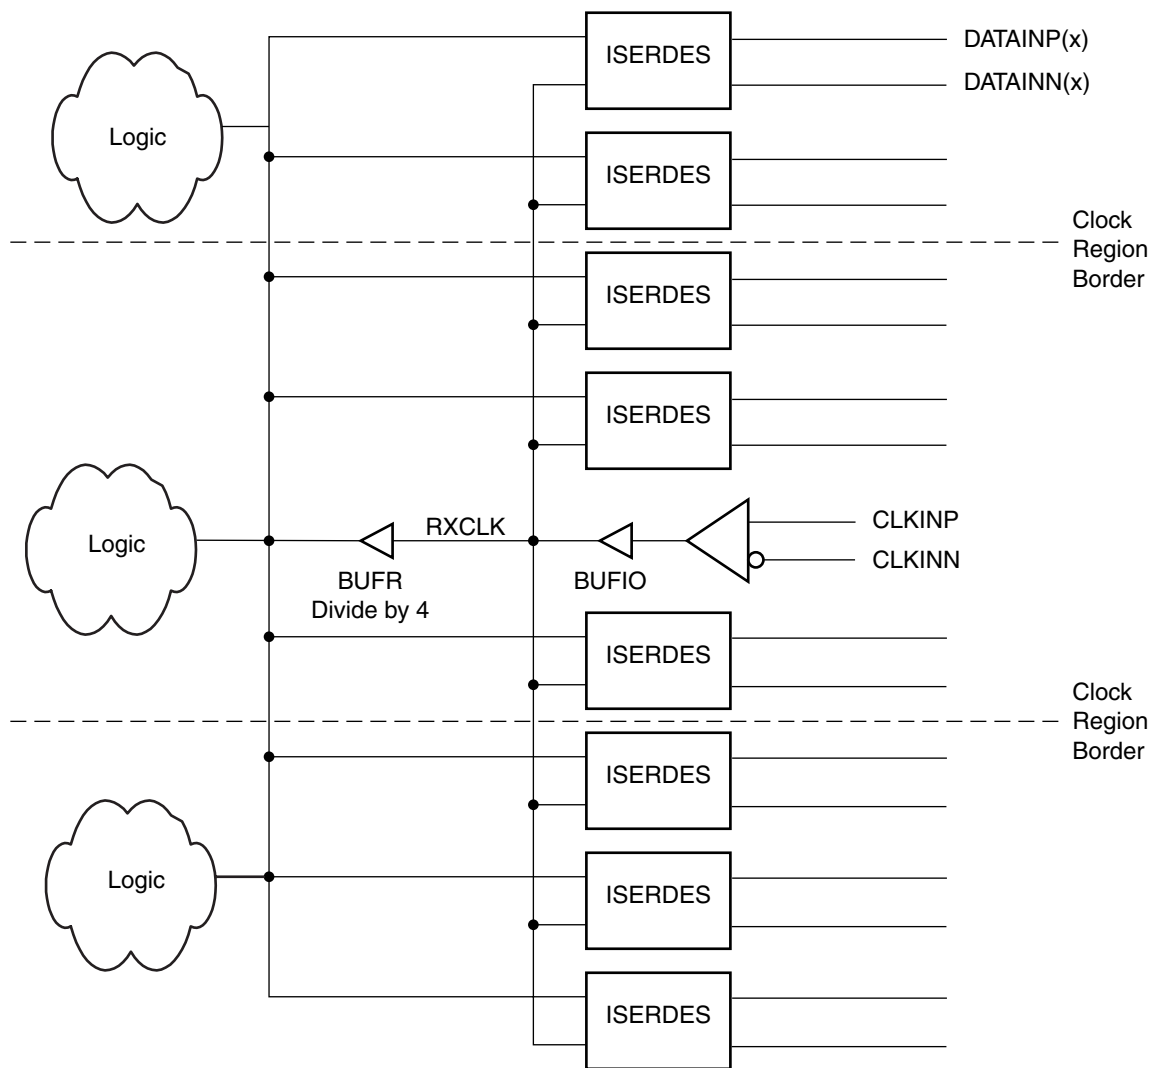 ISERDES
DATAINP(x)
DATAINN(x)
Logic
ISERDES
Clock
Region
Border
ISERDES
ISERDES
CLKINP
RXCLK
Logic
CLKINN
BUFR
BUFIO
Divide by 4
ISERDES
Clock
Region
Border
ISERDES
Logic
ISERDES
ISERDES